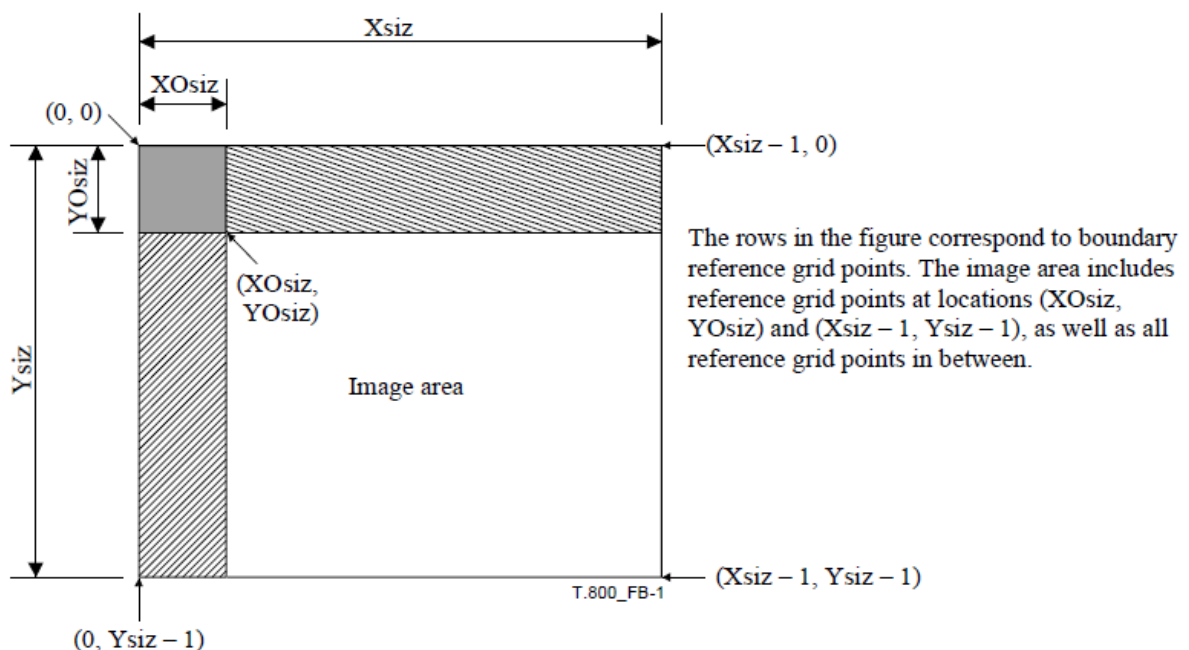 Xsiz
XOsiz
(0, 0)
(Xsiz – 1, 0)
YOsiz
The rows in the figure correspond to boundary
reference grid points. The image area includes
reference grid points at locations (XOsiz,
YOsiz) and (Xsiz – 1, Ysiz – 1), as well as all
reference grid points in between.
(XOsiz,
YOsiz)
Ysiz
Image area
(Xsiz – 1, Ysiz – 1)
T.800_FB-1
(0, Ysiz – 1)